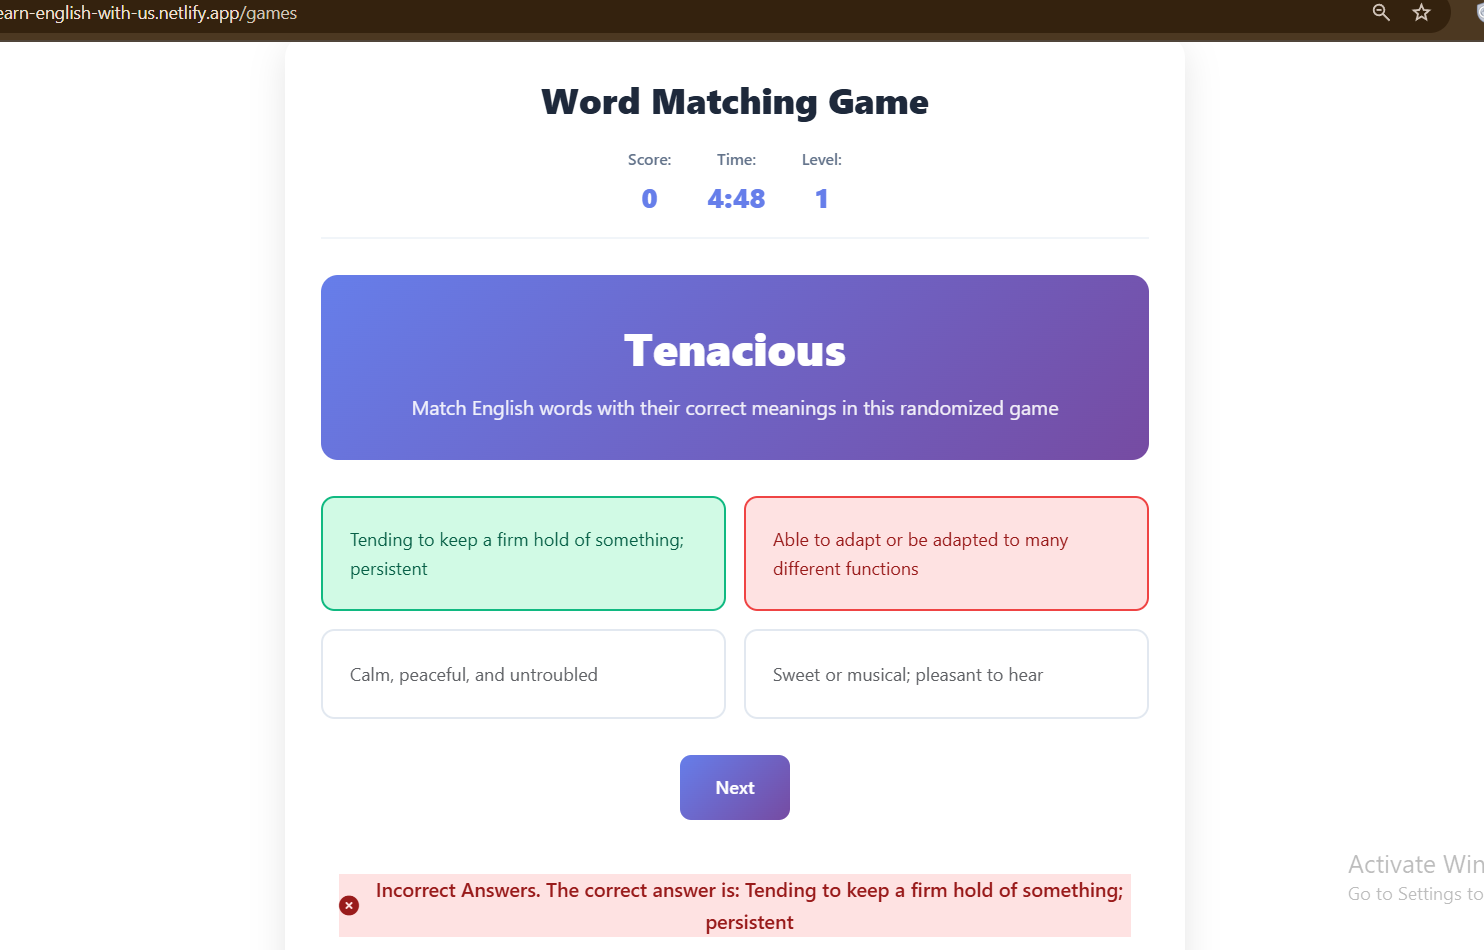 earn-english-with-us.netlify.app/games
Word Matching Game
Score: Time: Level:
0 4:48 1
Tenacious
Match English words with their correct meanings in this randomized game
Tending to keep a firm hold of something;
persistent
Able to adapt or be adapted to many
different functions
Calm, peaceful, and untroubled
Sweet or musical; pleasant to hear
Next
Incorrect Answers. The correct answer is: Tending to keep a firm hold of something;
persistent
Activate Win
Go to Settings to